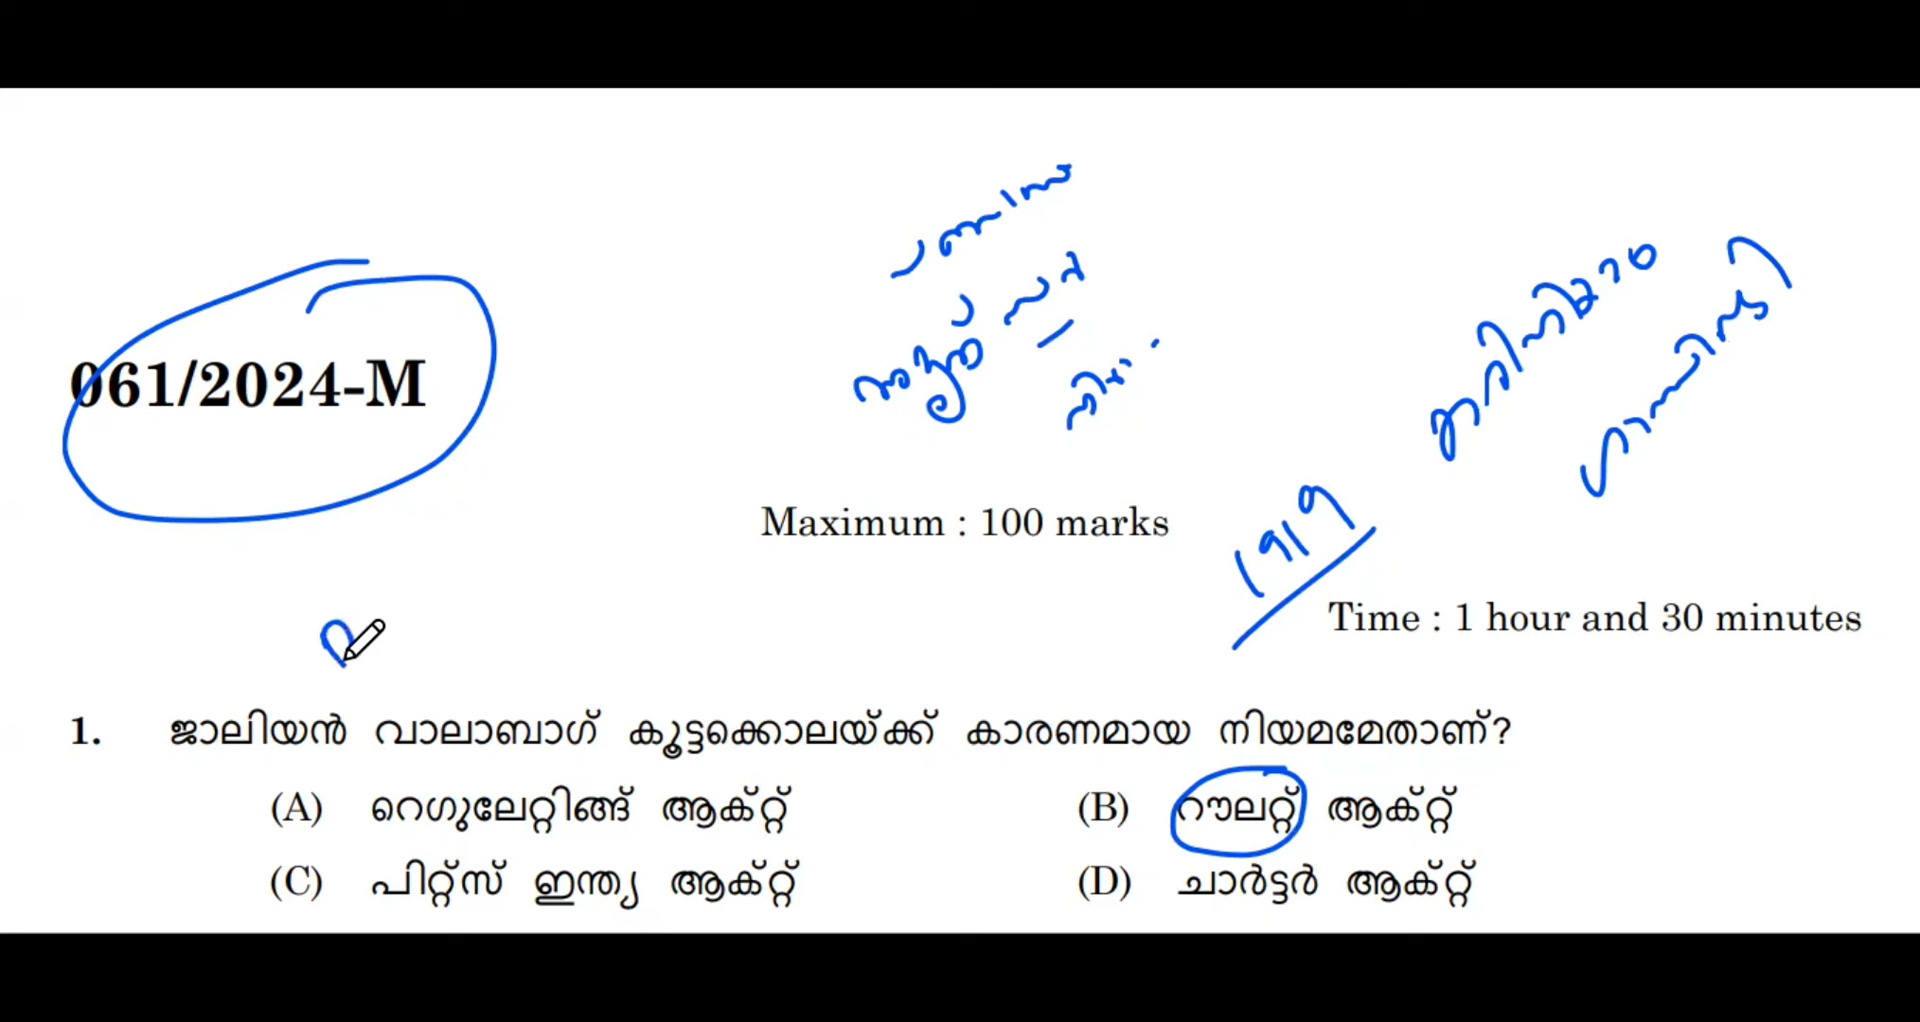 061/2024-M
Maximum : 100 marks
1919
Time : 1 hour and 30 minutes
1. ജാലിയൻ വാലാബാഗ് കൂട്ടക്കൊലയ്ക്ക് കാരണമായ നിയമമേതാണ്?
(A) റെഗുലേറ്റിങ്ങ് ആക്റ്റ് (B) റൗലറ്റ് ആക്റ്റ്
(C) പിറ്റ്സ് ഇന്ത്യ ആക്റ്റ് (D) ചാർട്ടർ ആക്റ്റ്